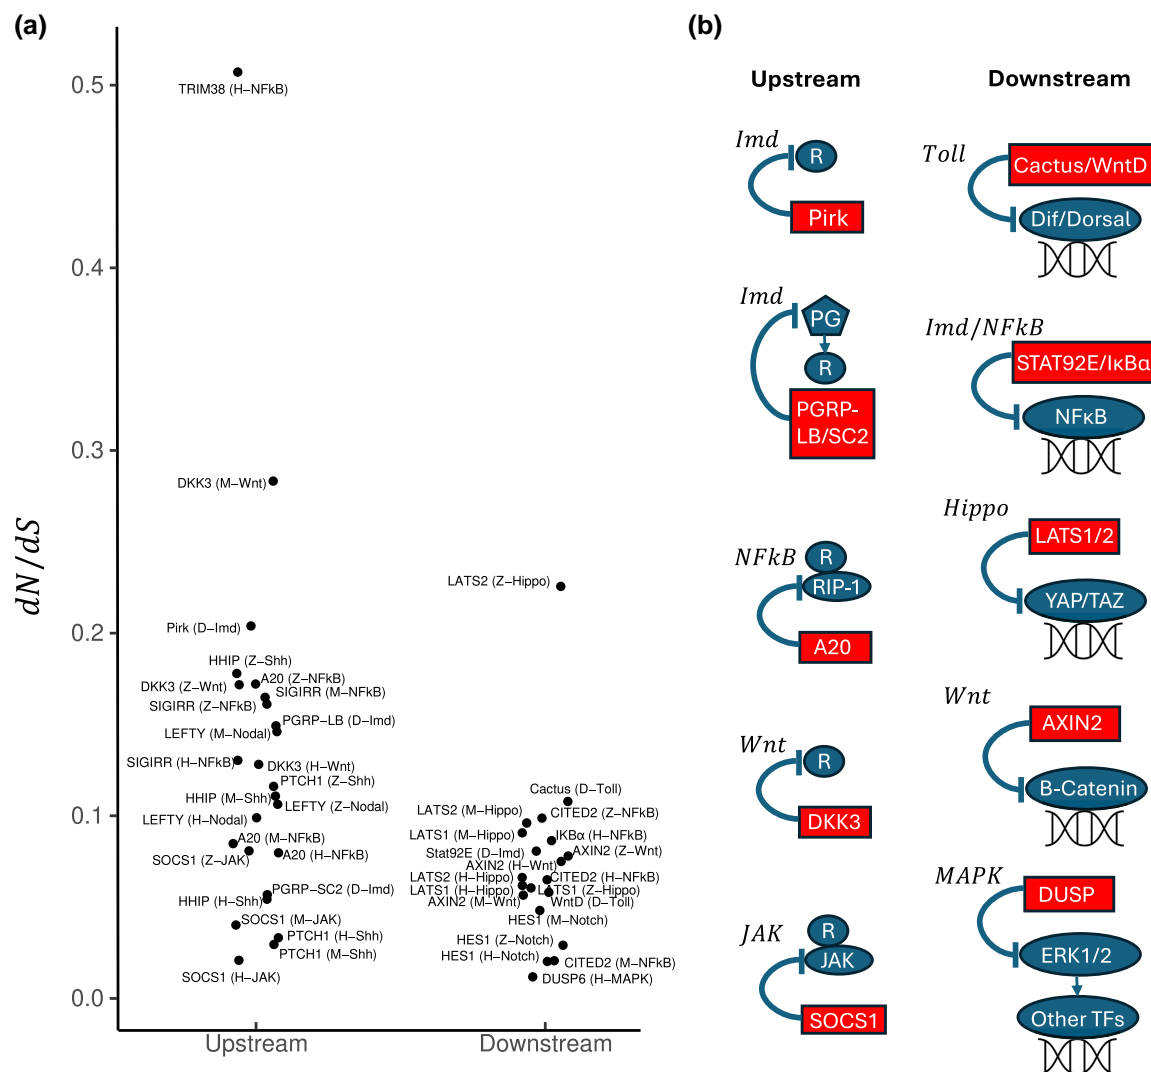 (a)
dN/dS
0.5
0.4
0.3
0.2
0.1
0.0
TRIM38 (H−NFkB)
DKK3 (M−Wnt)
Pirk (D−Imd)
HHIP (Z−Shh)
A20 (Z−NFkB)
DKK3 (Z−Wnt)
SIGIRR (M−NFkB)
SIGIRR (Z−NFkB)
PGRP−LB (D−Imd)
LEFTY (M−Nodal)
SIGIRR (H−NFkB)
DKK3 (H−Wnt)
PTCH1 (Z−Shh)
HHIP (M−Shh)
LEFTY (Z−Nodal)
LEFTY (H−Nodal)
A20 (M−NFkB)
SOCS1 (Z−JAK)
A20 (H−NFkB)
PGRP−SC2 (D−Imd)
HHIP (H−Shh)
SOCS1 (M−JAK)
PTCH1 (H−Shh)
PTCH1 (M−Shh)
SOCS1 (H−JAK)
LATS2 (Z−Hippo)
Cactus (D−Toll)
LATS2 (M−Hippo)
CITED2 (Z−NFkB)
LATS1 (M−Hippo)
IKBα (H−NFkB)
Stat92E (D−Imd)
AXIN2 (Z−Wnt)
AXIN2 (H−Wnt)
LATS2 (H−Hippo)
CITED2 (H−NFkB)
LATS1 (H−Hippo)
LATS1 (Z−Hippo)
AXIN2 (M−Wnt)
WntD (D−Toll)
HES1 (M−Notch)
HES1 (Z−Notch)
HES1 (H−Notch)
CITED2 (M−NFkB)
DUSP6 (H−MAPK)
Upstream
Downstream
(b)
Upstream
Imd
R
Pirk
Imd
PG
R
PGRP-
LB/SC2
NFkB
R
RIP-1
A20
Wnt
R
DKK3
JAK
R
JAK
SOCS1
Downstream
Toll
Cactus/WntD
Dif/Dorsal
Imd/NFkB
STAT92E/IκBα
NFκB
Hippo
LATS1/2
YAP/TAZ
Wnt
AXIN2
B-Catenin
MAPK
DUSP
ERK1/2
Other TFs